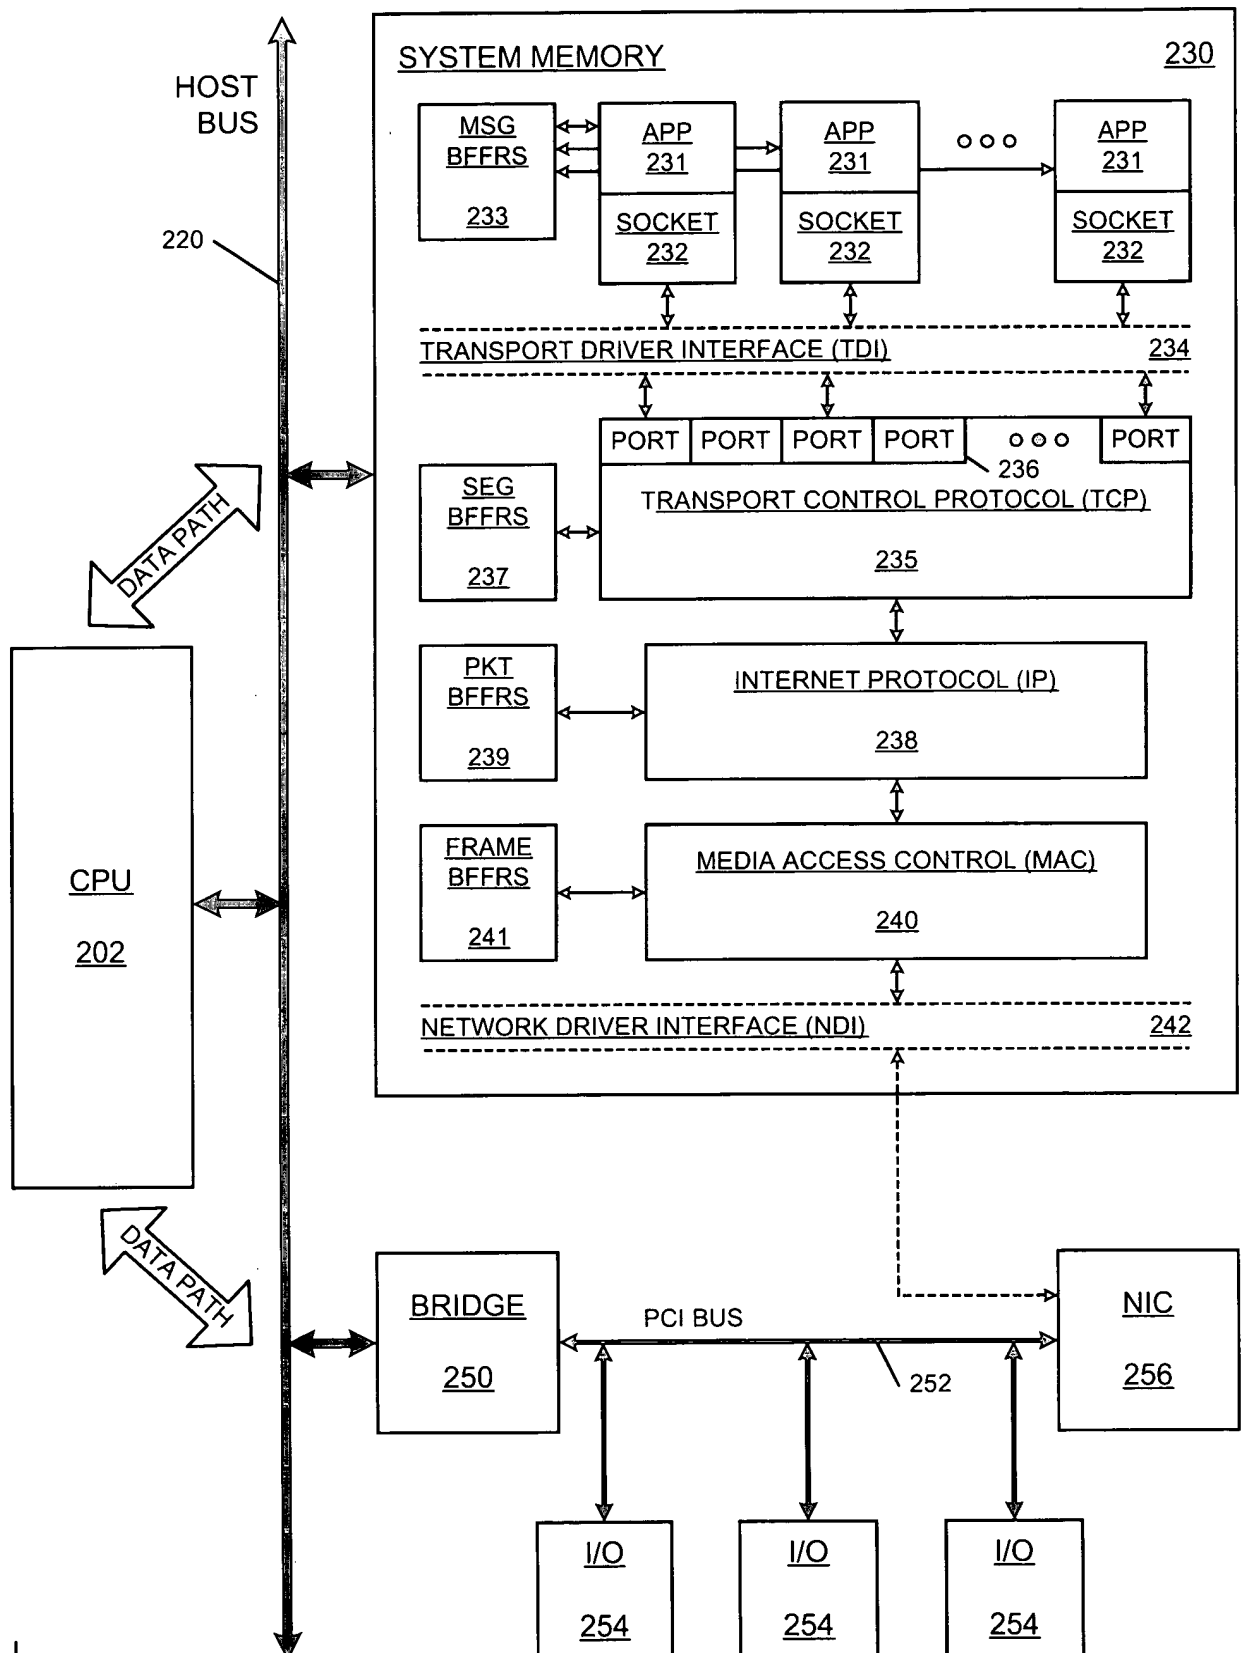 HOST
BUS
220
SYSTEM MEMORY
230
MSG
BFFRS
233
APP
231
SOCKET
232
APP
231
SOCKET
232
APP
231
SOCKET
232
TRANSPORT DRIVER INTERFACE (TDI)
234
PORT
PORT
PORT
PORT
PORT
236
SEG
BFFRS
237
TRANSPORT CONTROL PROTOCOL (TCP)
235
DATA PATH
PKT
BFFRS
239
INTERNET PROTOCOL (IP)
238
CPU
202
FRAME
BFFRS
241
MEDIA ACCESS CONTROL (MAC)
240
NETWORK DRIVER INTERFACE (NDI)
242
DATA PATH
BRIDGE
250
PCI BUS
252
NIC
256
I/O
254
I/O
254
I/O
254